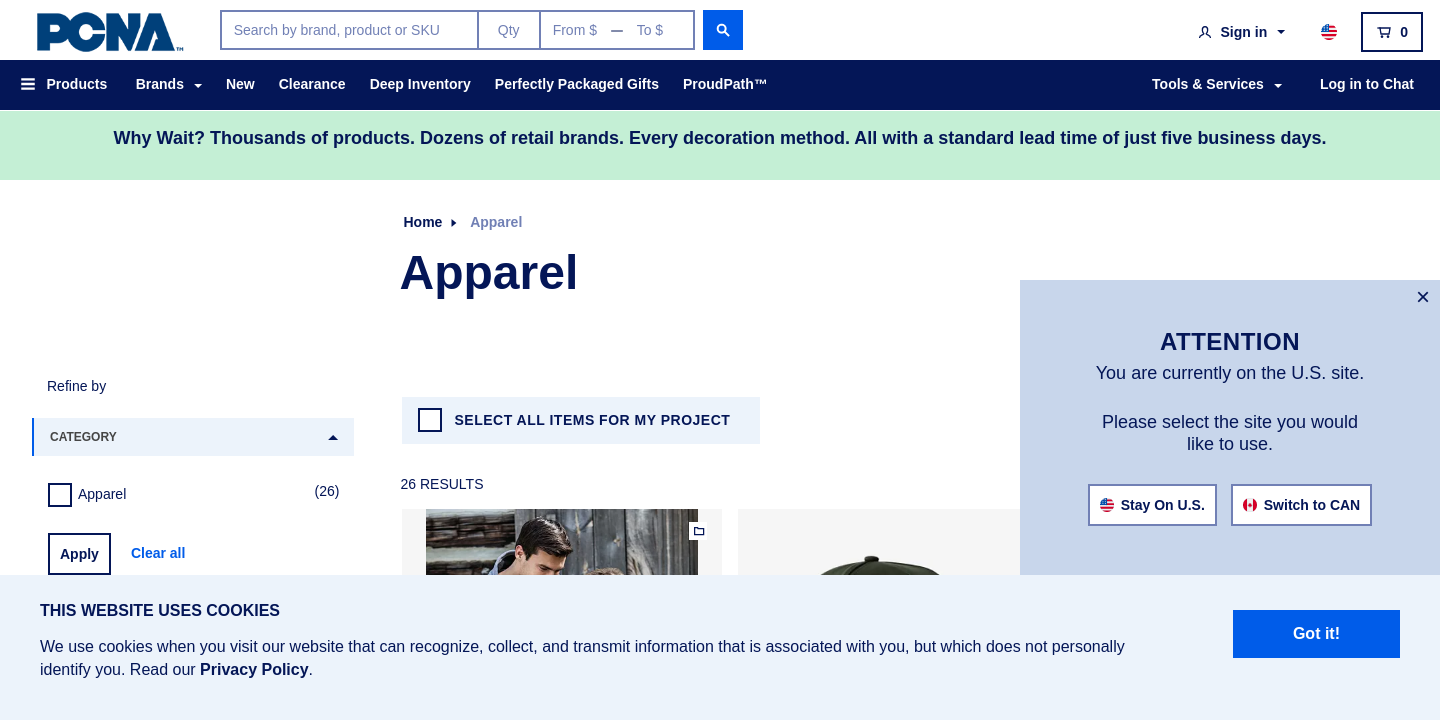 PCNA™
Search by brand, product or SKU
Qty
From $ — To $
Sign in
0
Products
Brands
New
Clearance
Deep Inventory
Perfectly Packaged Gifts
ProudPath™
Tools & Services
Log in to Chat
Why Wait? Thousands of products. Dozens of retail brands. Every decoration method. All with a standard lead time of just five business days.
Home
Apparel
Apparel
Refine by
CATEGORY
Apparel
(26)
Apply
Clear all
SELECT ALL ITEMS FOR MY PROJECT
26 RESULTS
×
ATTENTION
You are currently on the U.S. site.
Please select the site you would
like to use.
Stay On U.S.
Switch to CAN
THIS WEBSITE USES COOKIES
We use cookies when you visit our website that can recognize, collect, and transmit information that is associated with you, but which does not personally
identify you. Read our Privacy Policy.
Got it!